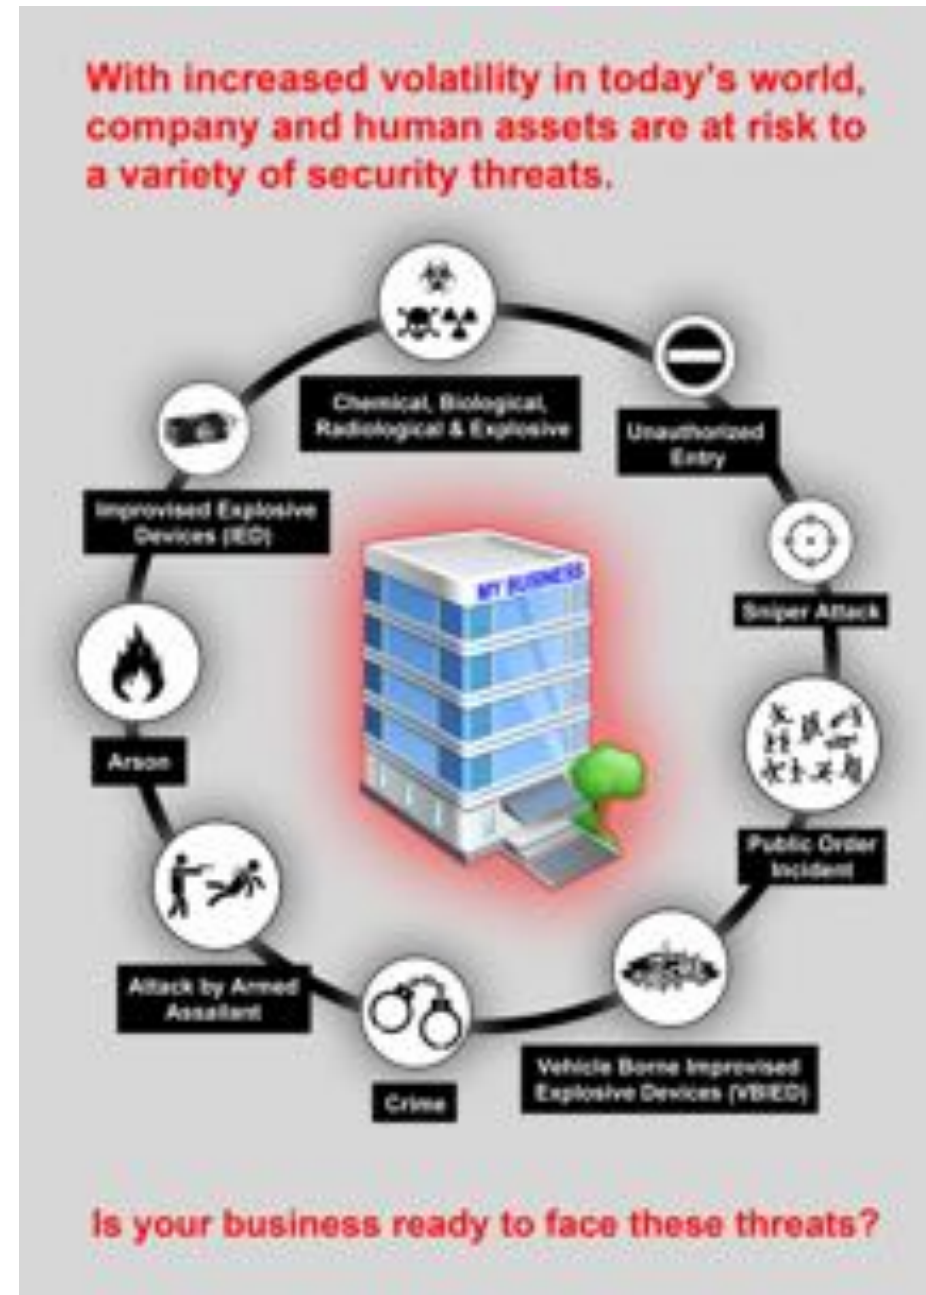 With increased volatility in today's world,
company and human assets are at risk to
a variety of security threats.
Chemical, Biological,
Radiological & Explosive
Unauthorized
Entry
Improvised Explosive
Devices (IED)
MY BUSINESS
Sniper Attack
Arson
Public Order
Incident
Attack by Armed
Assailant
Vehicle Borne Improvised
Explosive Devices (VBIED)
Crime
Is your business ready to face these threats?